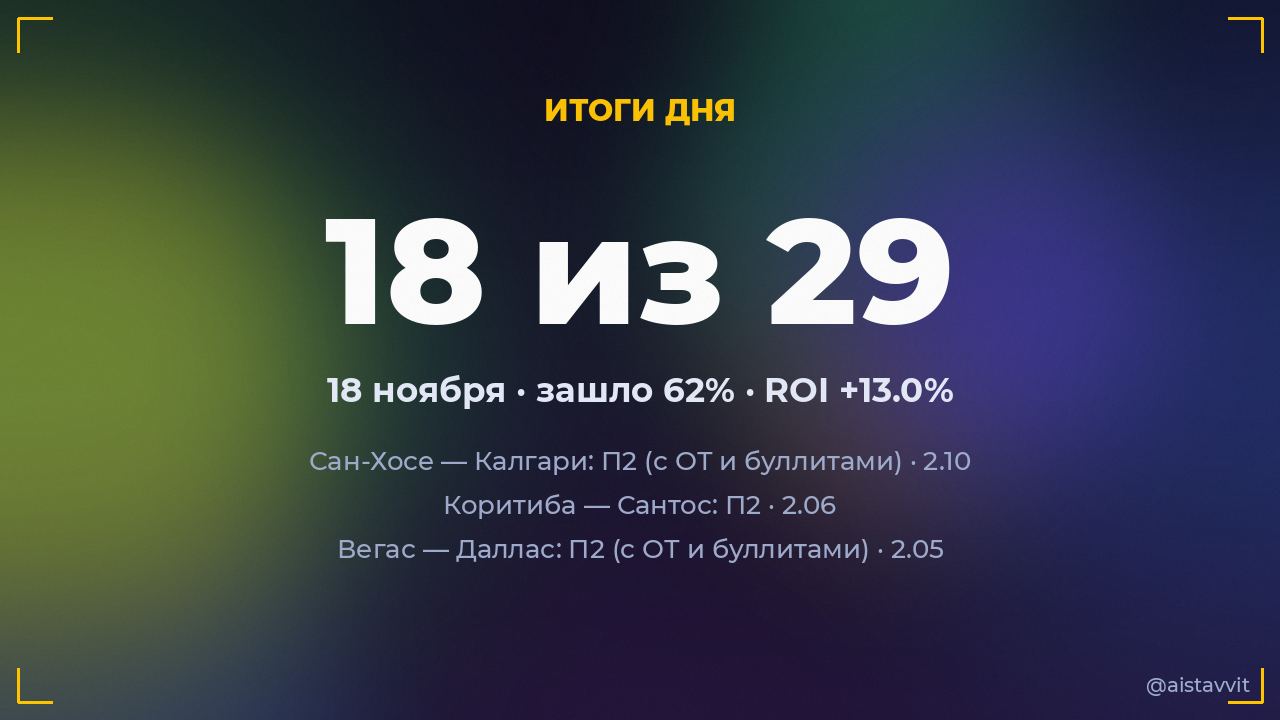 ИТОГИ ДНЯ
18 из 29
18 ноября · зашло 62% · ROI +13.0%
Сан-Хосе — Калгари: П2 (с ОТ и буллитами) · 2.10
Коритиба — Сантос: П2 · 2.06
Вегас — Даллас: П2 (с ОТ и буллитами) · 2.05
@aistavvit